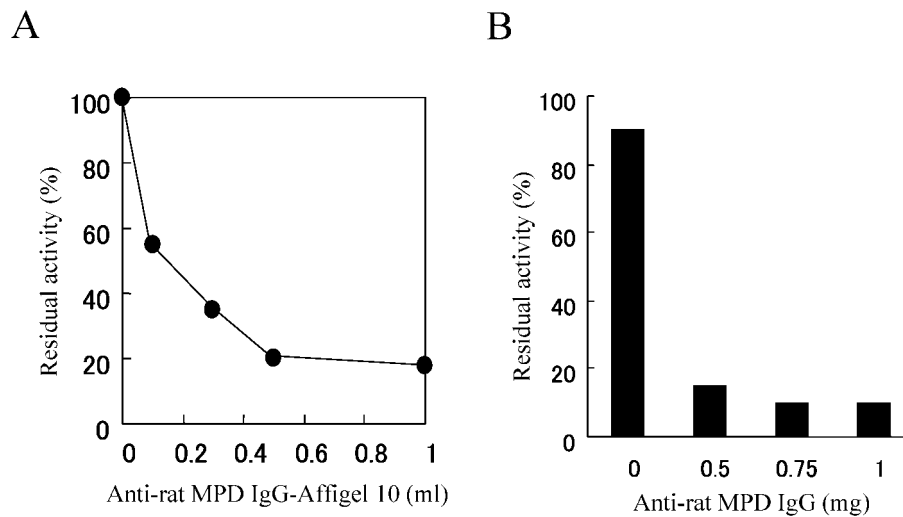 A
Residual activity (%)
100
80
60
40
20
0
0 0.2 0.4 0.6 0.8 1
Anti-rat MPD IgG-Affigel 10 (ml)
B
Residual activity (%)
100
80
60
40
20
0
0 0.5 0.75 1
Anti-rat MPD IgG (mg)